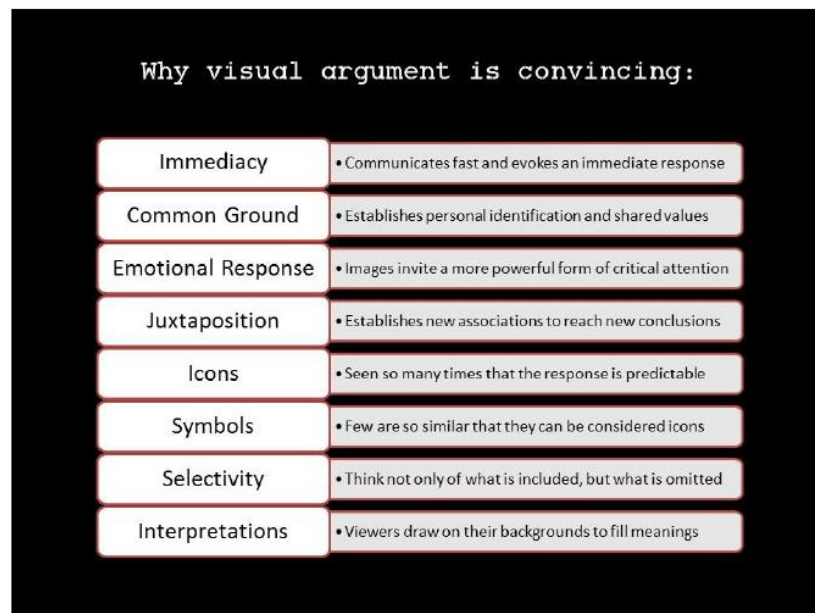 Why visual argument is convincing:
Immediacy
• Communicates fast and evokes an immediate response
Common Ground
• Establishes personal identification and shared values
Emotional Response
• Images invite a more powerful form of critical attention
Juxtaposition
• Establishes new associations to reach new conclusions
Icons
• Seen so many times that the response is predictable
Symbols
• Few are so similar that they can be considered icons
Selectivity
• Think not only of what is included, but what is omitted
Interpretations
• Viewers draw on their backgrounds to fill meanings